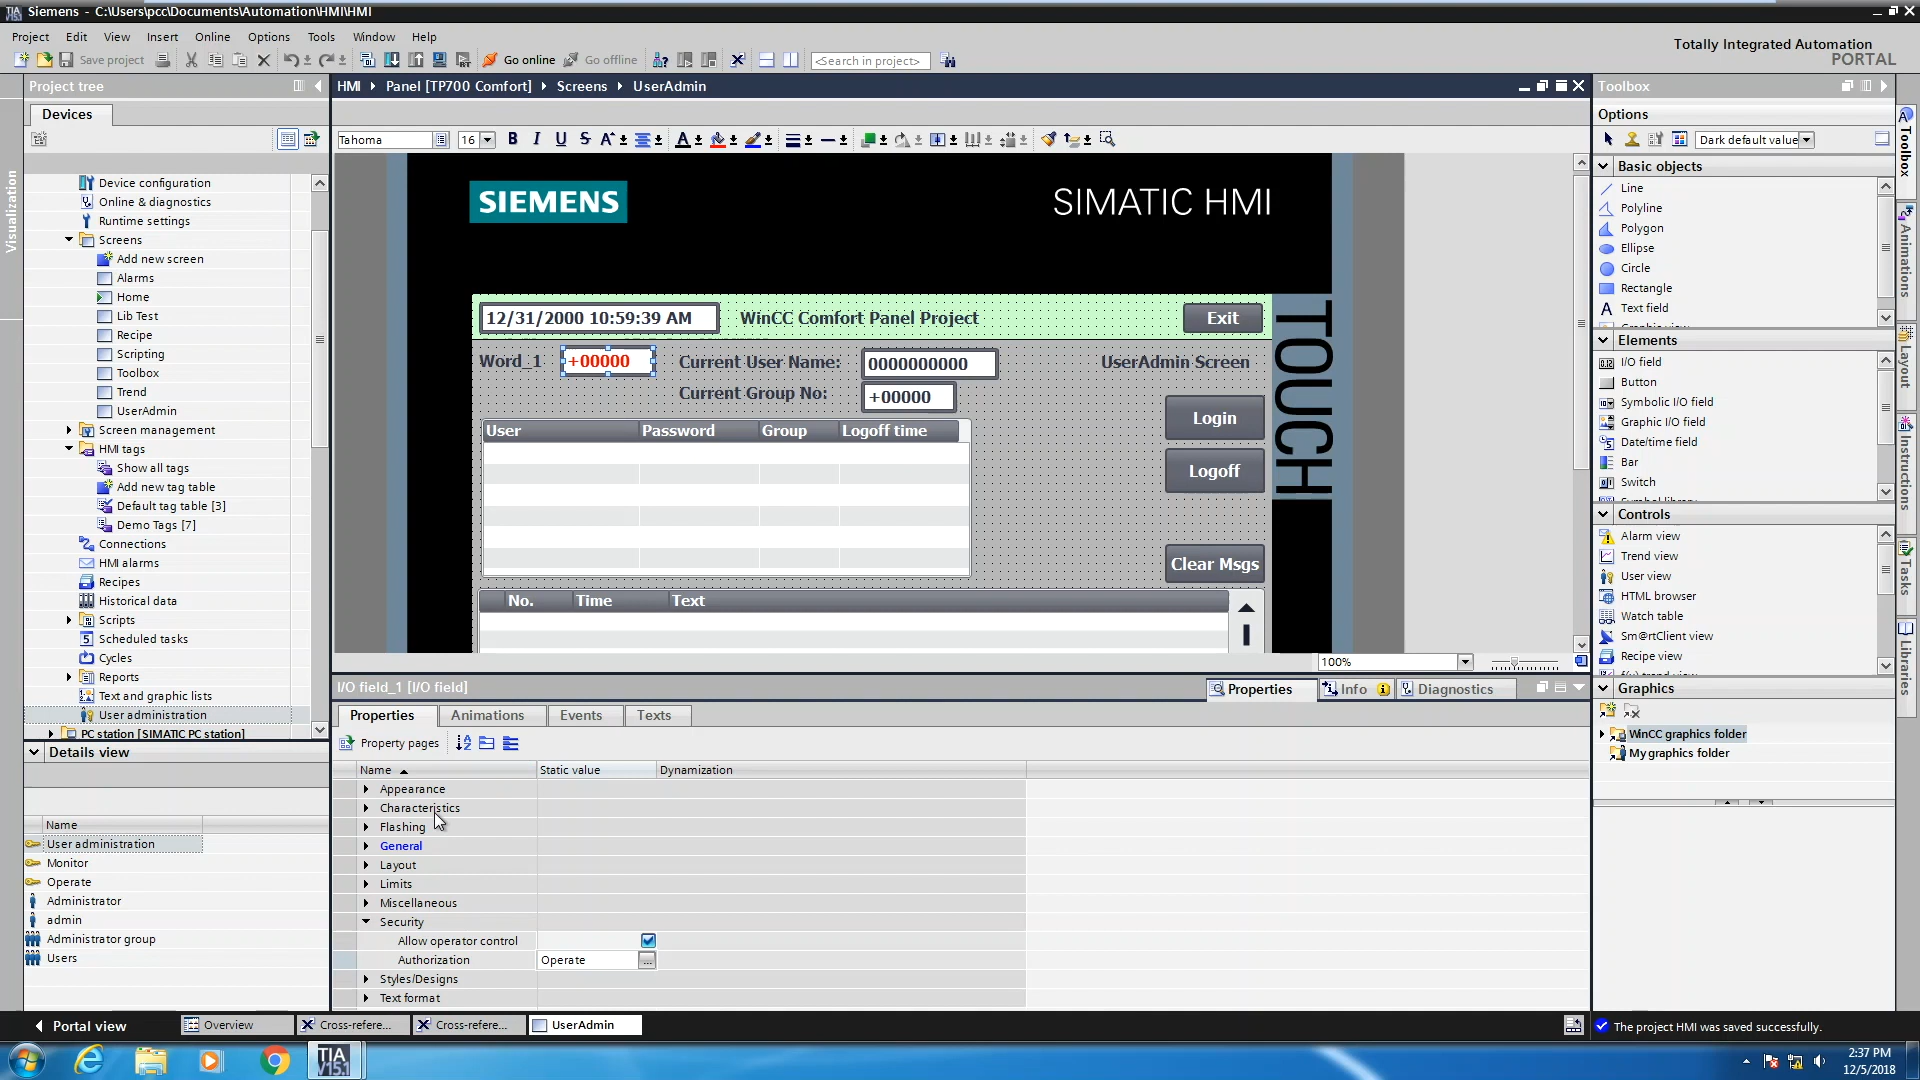 Siemens - C:\Users\pcc\Documents\Automation\HMI\HMI
Project Edit View Insert Online Options Tools Window Help
Totally Integrated Automation
PORTAL
Save project
Go online
Go offline
<Search in project>
Project tree
HMI
Panel [TP700 Comfort]
Screens
UserAdmin
Toolbox
Devices
Options
Tahoma
16
B I U S
Dark default value
Visualization
Device configuration
Online & diagnostics
Runtime settings
Screens
Add new screen
Alarms
Home
Lib Test
Recipe
Scripting
Toolbox
Trend
UserAdmin
Screen management
HMI tags
Show all tags
Add new tag table
Default tag table [3]
Demo Tags [7]
Connections
HMI alarms
Recipes
Historical data
Scripts
Scheduled tasks
Cycles
Reports
Text and graphic lists
User administration
PC station [SIMATIC PC station]
Details view
Name
User administration
Monitor
Operate
Administrator
admin
Administrator group
Users
SIEMENS
SIMATIC HMI
TOUCH
12/31/2000 10:59:39 AM
WinCC Comfort Panel Project
Exit
Word_1
+00000
Current User Name:
0000000000
UserAdmin Screen
Current Group No:
+00000
Login
Logoff
User Password Group Logoff time
Clear Msgs
No. Time Text
100%
I/O field_1 [I/O field]
Properties
Info
Diagnostics
Properties Animations Events Texts
Property pages
Name Static value Dynamization
Appearance
Characteristics
Flashing
General
Layout
Limits
Miscellaneous
Security
Allow operator control
Authorization Operate ...
Styles/Designs
Text format
Basic objects
Line
Polyline
Polygon
Ellipse
Circle
Rectangle
Text field
Elements
I/O field
Button
Symbolic I/O field
Graphic I/O field
Date/time field
Bar
Switch
Controls
Alarm view
Trend view
User view
HTML browser
Watch table
Sm@rtClient view
Recipe view
Graphics
WinCC graphics folder
My graphics folder
Toolbox
Animations
Layout
Instructions
Tasks
Libraries
Portal view
Overview
Cross-refere...
Cross-refere...
UserAdmin
The project HMI was saved successfully.
TIA
V15.1
2:37 PM
12/5/2018